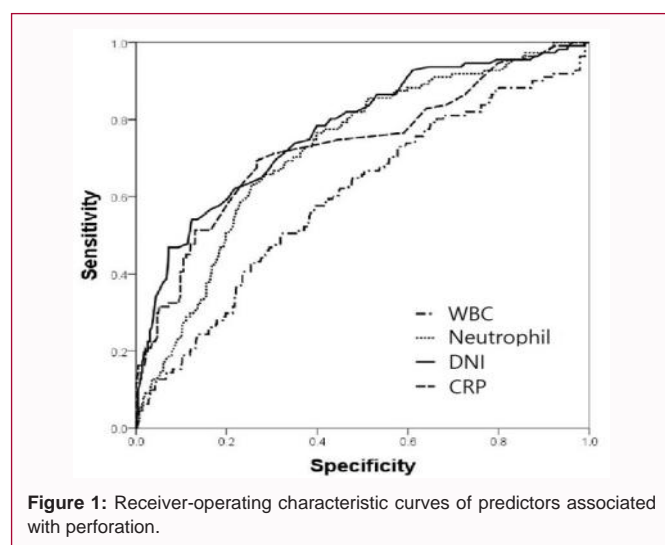 1.0
0.8
0.6
0.4
0.2
0.0
Sensitivity
WBC
Neutrophil
DNI
CRP
0.0 0.2 0.4 0.6 0.8 1.0
Specificity
Figure 1: Receiver-operating characteristic curves of predictors associated
with perforation.